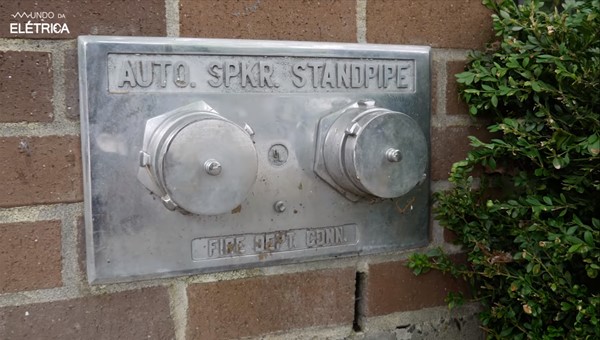 MUNDO DA
ELÉTRICA
AUTO. SPKR. STANDPIPE
FIRE DEPT. CONN.